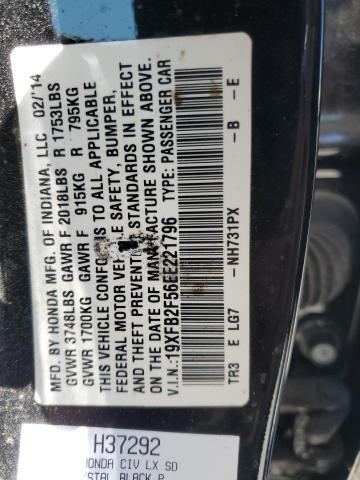 MFD. BY HONDA MFG. OF INDIANA, LLC 02/14
GVWR 3748LBS GAWR F 2018LBS R 1753LBS
GVWR 1700KG GAWR F 915KG R 795KG
THIS VEHICLE CONFORMS TO ALL APPLICABLE
FEDERAL MOTOR VEHICLE SAFETY, BUMPER,
AND THEFT PREVENTION STANDARDS IN EFFECT
ON THE DATE OF MANUFACTURE SHOWN ABOVE.
V.I.N.: 19XFB2F56EE221796 TYPE: PASSENGER CAR
TR3 E LG7 -NH731PX -B -E
H37292
HONDA CIV LX SD
CRYSTAL BLACK P